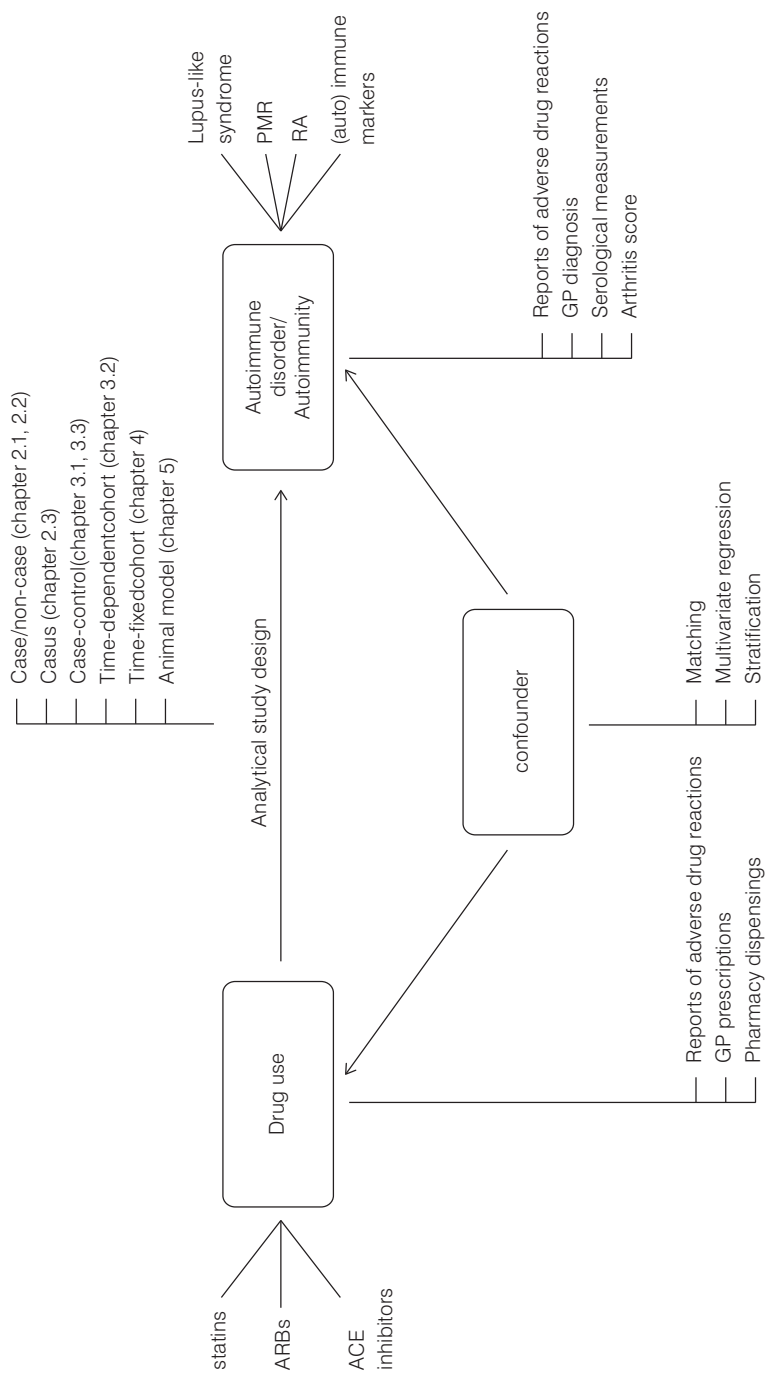 Case/non-case (chapter 2.1, 2.2)
Casus (chapter 2.3)
Case-control(chapter 3.1, 3.3)
Time-dependentcohort (chapter 3.2)
Time-fixedcohort (chapter 4)
Animal model (chapter 5)
Analytical study design
statins
ARBs
ACE
inhibitors
Drug use
Autoimmune
disorder/
Autoimmunity
Lupus-like
syndrome
PMR
RA
(auto) immune
markers
confounder
Reports of adverse drug reactions
GP prescriptions
Pharmacy dispensings
Matching
Multivariate regression
Stratification
Reports of adverse drug reactions
GP diagnosis
Serological measurements
Arthritis score